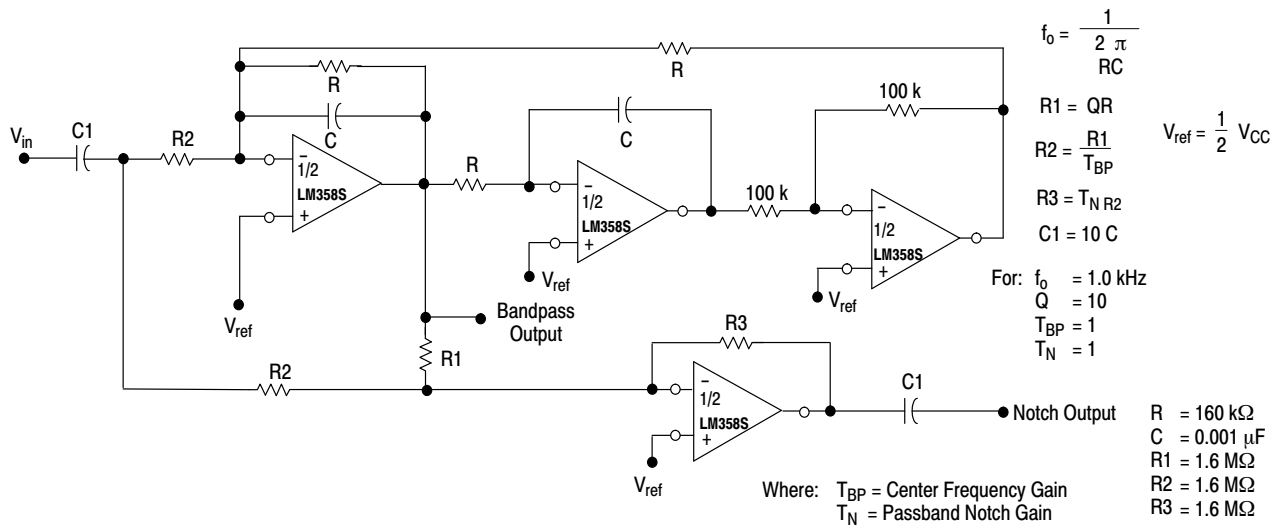 R
R
C
V_in
C1
R2
−
1/2
LM358S
+
V_ref
R
C
−
1/2
LM358S
+
V_ref
100 k
100 k
−
1/2
LM358S
+
V_ref
Bandpass
Output
R1
R2
R3
−
1/2
LM358S
+
V_ref
C1
Notch Output
f_o = 1
2 π
RC
R1 = QR
R2 = R1
T_BP
R3 = T_N R2
C1 = 10 C
V_ref = 1/2 V_CC
For: f_o = 1.0 kHz
Q = 10
T_BP = 1
T_N = 1
R = 160 kΩ
C = 0.001 μF
R1 = 1.6 MΩ
R2 = 1.6 MΩ
R3 = 1.6 MΩ
Where: T_BP = Center Frequency Gain
T_N = Passband Notch Gain